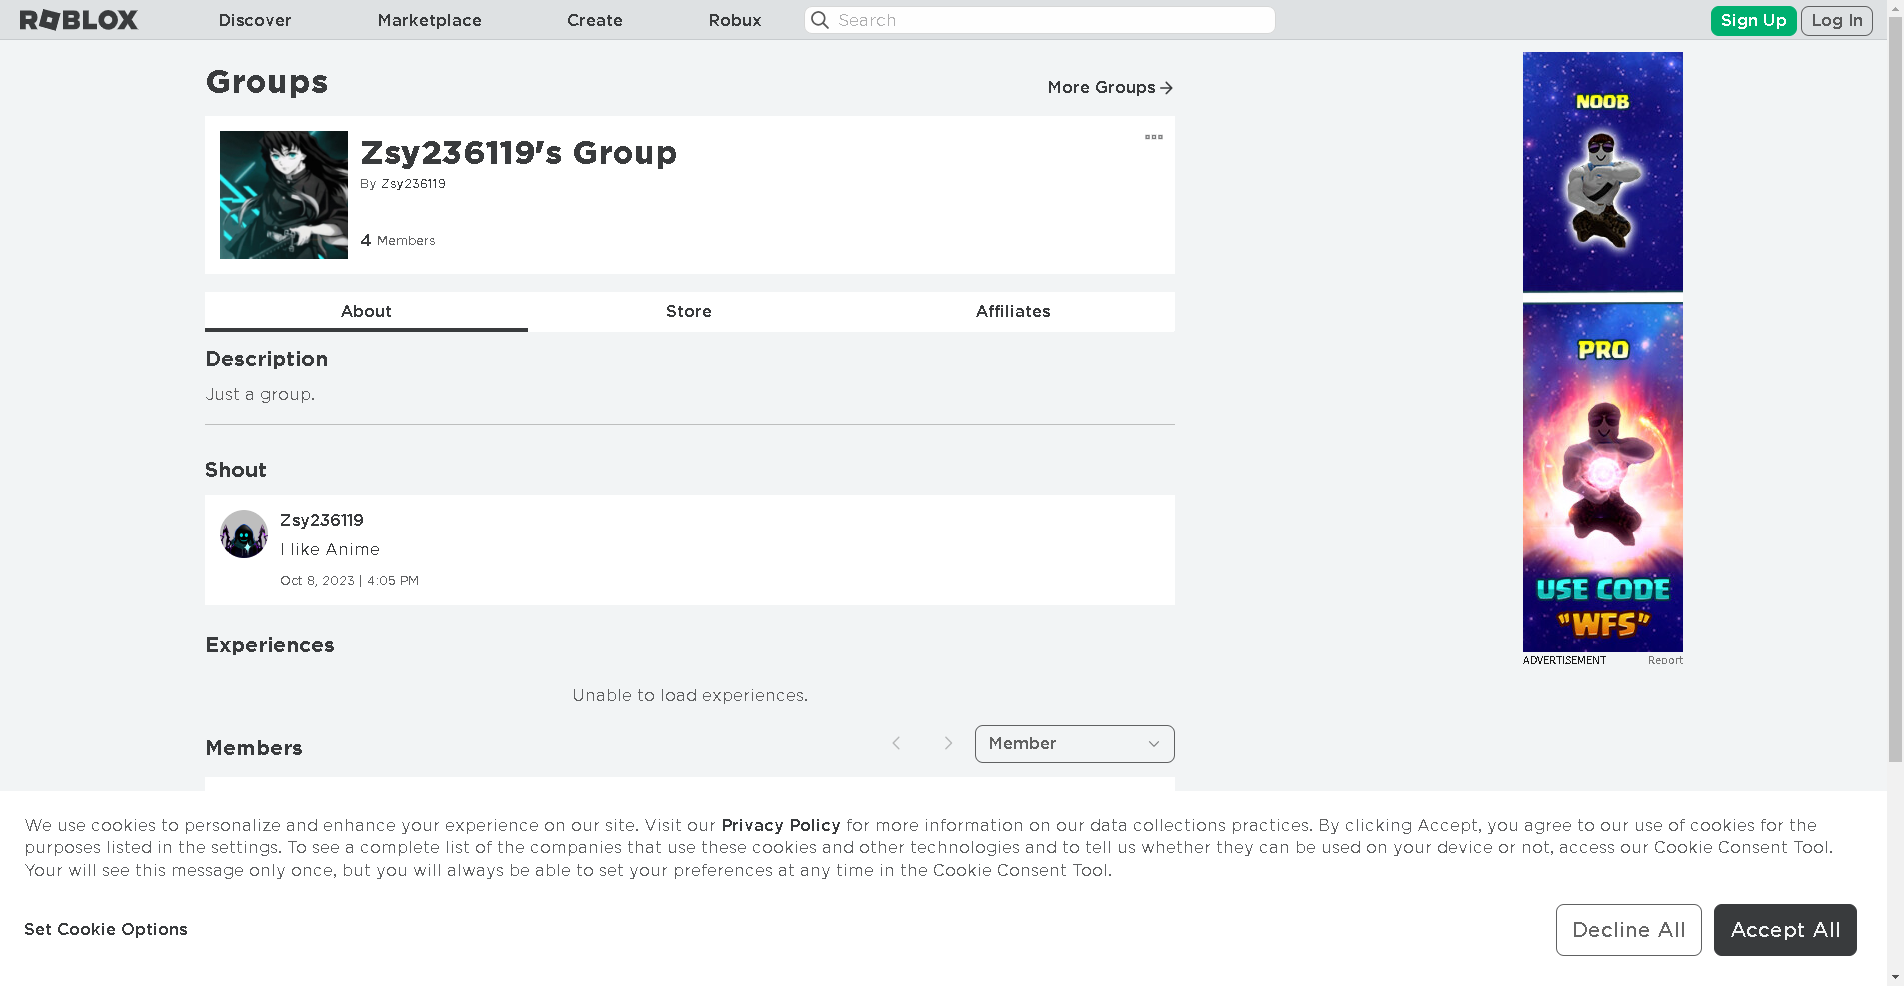 ROBLOX Discover Marketplace Create Robux Search Sign Up Log In
Groups
More Groups
Zsy236119's Group
By Zsy236119
4 Members
About Store Affiliates
Description
Just a group.
Shout
Zsy236119
I like Anime
Oct 8, 2023 | 4:05 PM
Experiences
Unable to load experiences.
Members
Member
NOOB
PRO
USE CODE
"WFS"
ADVERTISEMENT Report
We use cookies to personalize and enhance your experience on our site. Visit our Privacy Policy for more information on our data collections practices. By clicking Accept, you agree to our use of cookies for the
purposes listed in the settings. To see a complete list of the companies that use these cookies and other technologies and to tell us whether they can be used on your device or not, access our Cookie Consent Tool.
Your will see this message only once, but you will always be able to set your preferences at any time in the Cookie Consent Tool.
Set Cookie Options
Decline All
Accept All